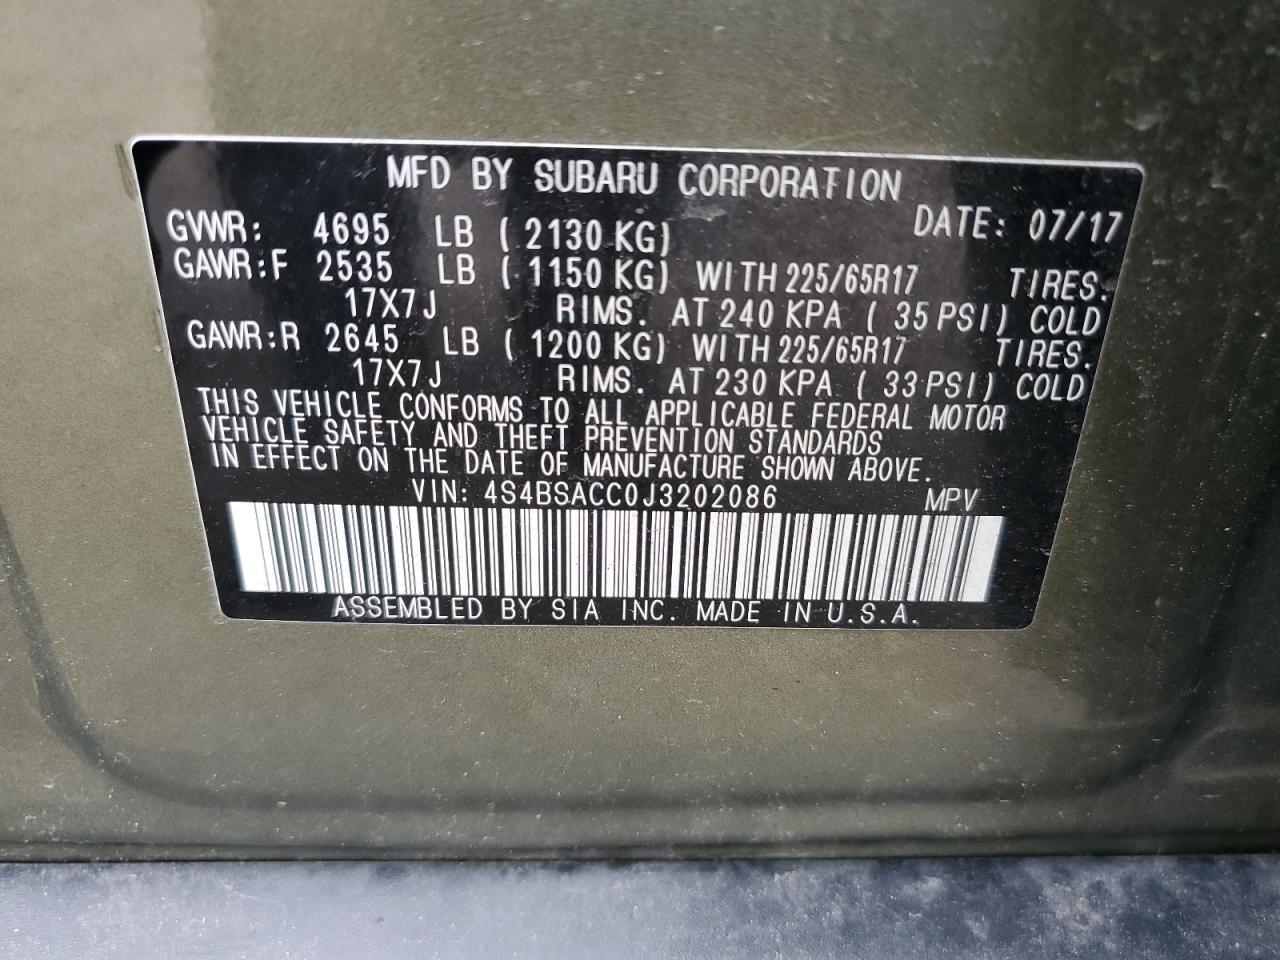 MFD BY SUBARU CORPORATION
DATE: 07/17
GVWR: 4695 LB ( 2130 KG)
GAWR:F 2535 LB ( 1150 KG) WITH 225/65R17 TIRES.
17X7J RIMS. AT 240 KPA ( 35 PSI) COLD
GAWR:R 2645 LB ( 1200 KG) WITH 225/65R17 TIRES.
17X7J RIMS. AT 230 KPA ( 33 PSI) COLD
THIS VEHICLE CONFORMS TO ALL APPLICABLE FEDERAL MOTOR
VEHICLE SAFETY AND THEFT PREVENTION STANDARDS
IN EFFECT ON THE DATE OF MANUFACTURE SHOWN ABOVE.
VIN: 4S4BSACC0J3202086 MPV
ASSEMBLED BY SIA INC. MADE IN U.S.A.